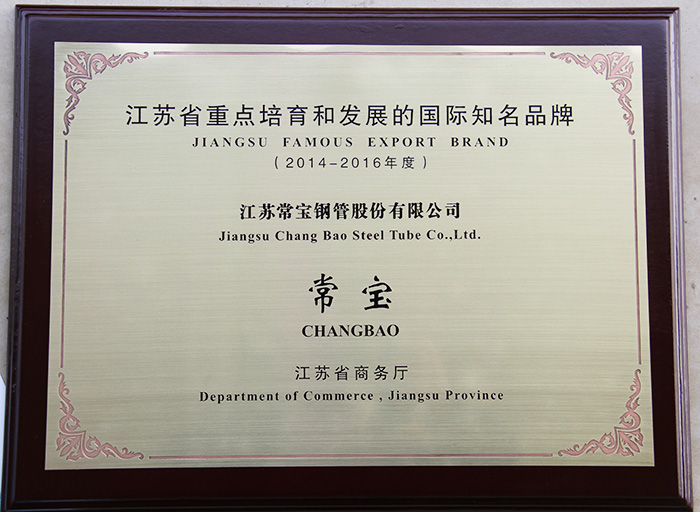 江苏省重点培育和发展的国际知名品牌
JIANGSU FAMOUS EXPORT BRAND
(2014-2016年度)
江苏常宝钢管股份有限公司
Jiangsu Chang Bao Steel Tube Co.,Ltd.
常宝
CHANGBAO
江苏省商务厅
Department of Commerce , Jiangsu Province